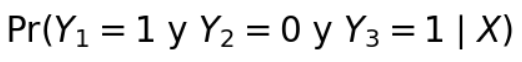 Pr(Y₁ = 1 y Y₂ = 0 y Y₃ = 1 | X)